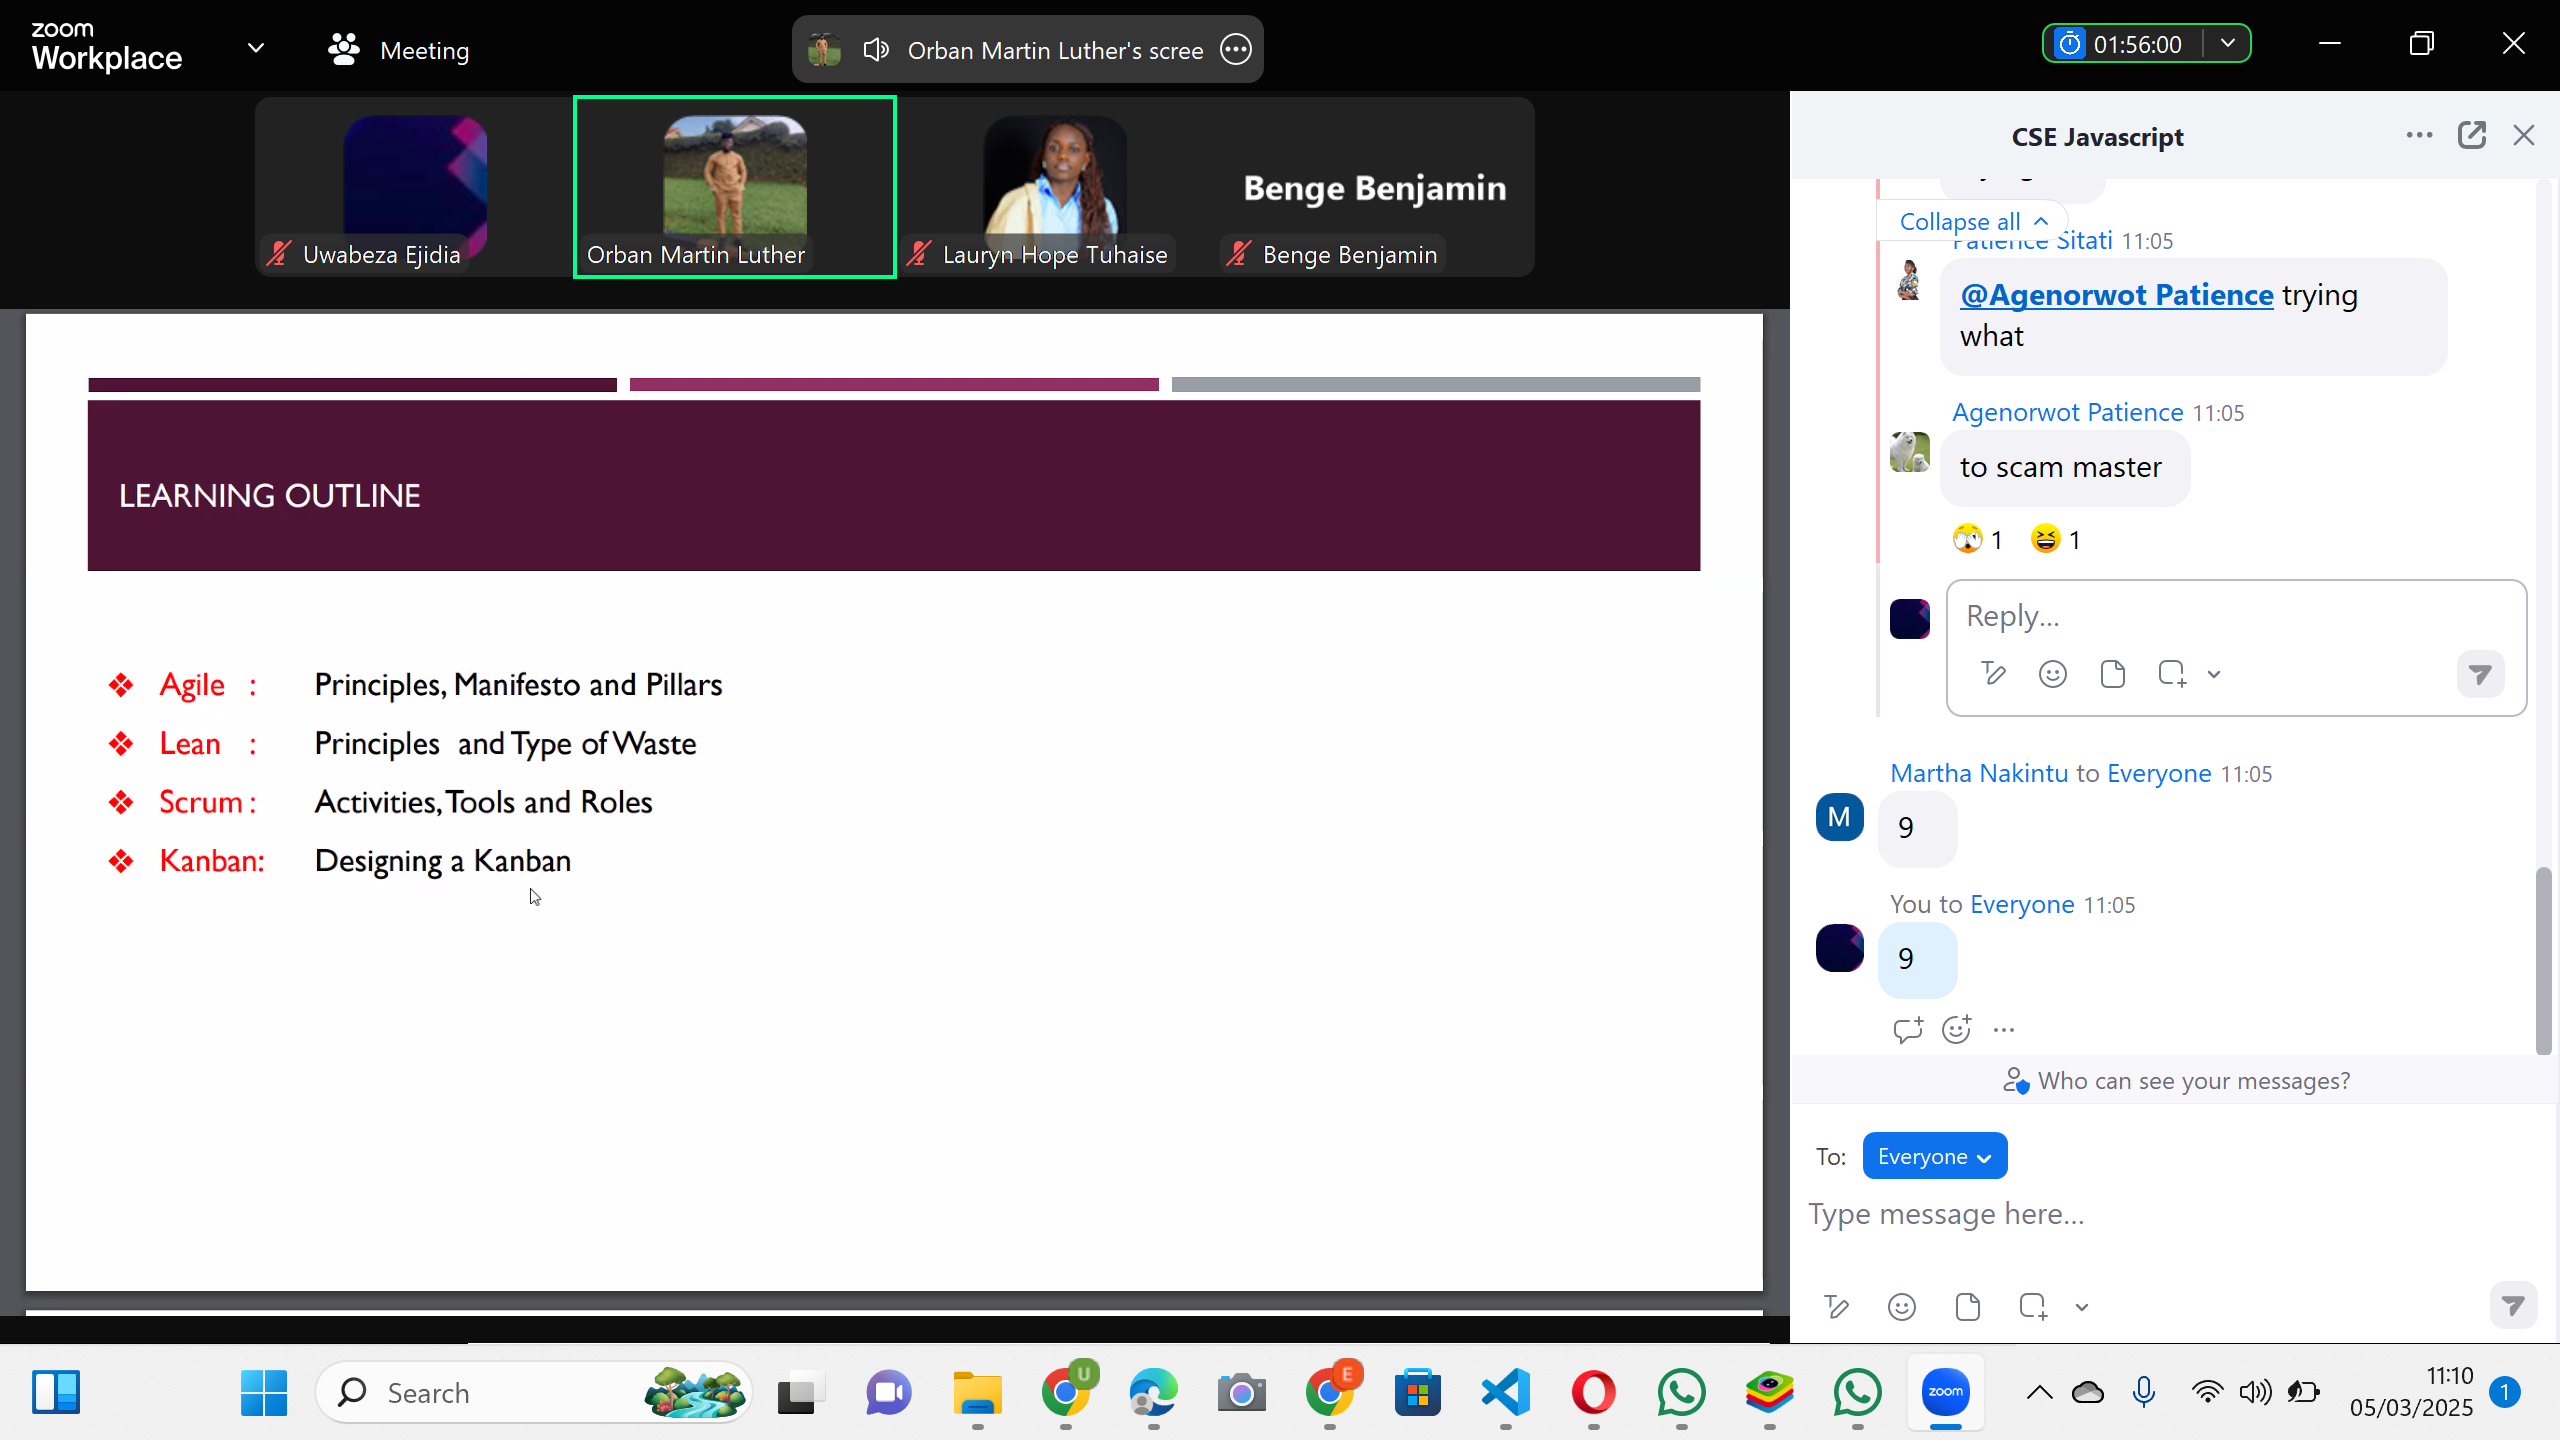 zoom
Workplace
Meeting
Orban Martin Luther's scree
01:56:00
Uwabeza Ejidia
Orban Martin Luther
Lauryn Hope Tuhaise
Benge Benjamin
Benge Benjamin
LEARNING OUTLINE
Agile : Principles, Manifesto and Pillars
Lean : Principles and Type of Waste
Scrum : Activities, Tools and Roles
Kanban: Designing a Kanban
CSE Javascript
Collapse all
Patience Sitati 11:05
@Agenorwot Patience trying
what
Agenorwot Patience 11:05
to scam master
1 1
Reply...
Martha Nakintu to Everyone 11:05
M
9
You to Everyone 11:05
9
Who can see your messages?
To: Everyone
Type message here...
Search
U
E
zoom
11:10
05/03/2025
1